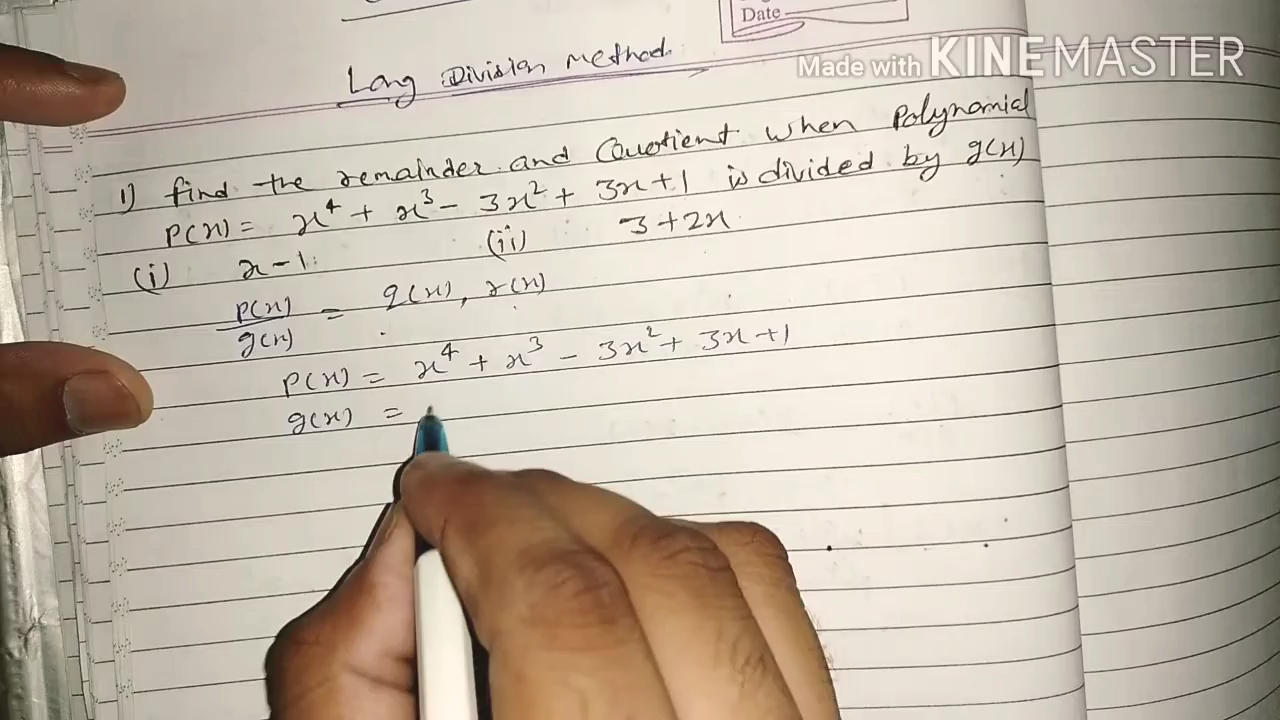 Date
Made with KINEMASTER
Long Division Method
1) find the remainder and Quotient when Polynomial
P(x) = x⁴ + x³ - 3x² + 3x + 1 is divided by g(x)
(i) x - 1 (ii) 3 + 2x
p(x)/g(x) = q(x), r(x)
P(x) = x⁴ + x³ - 3x² + 3x + 1
g(x) =